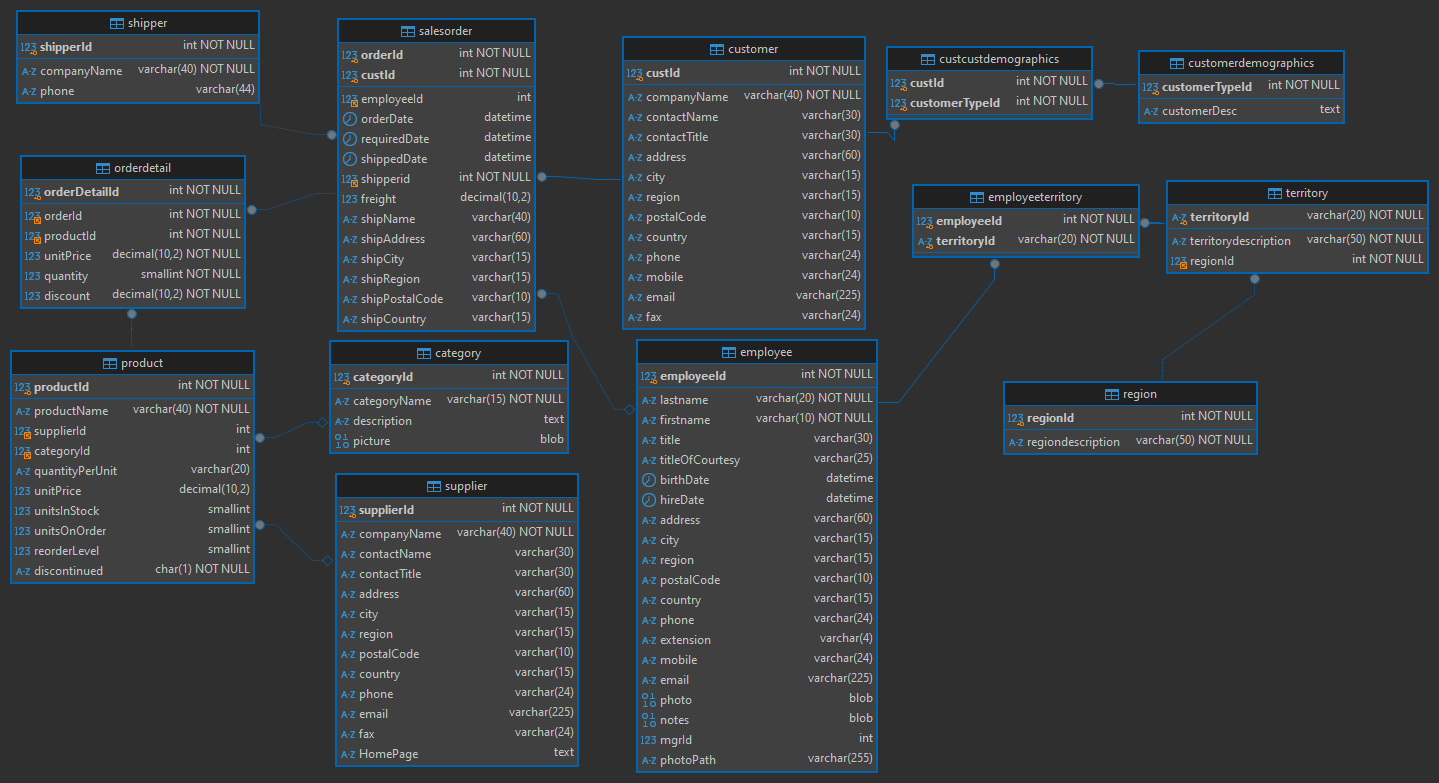 shipper
shipperId int NOT NULL
companyName varchar(40) NOT NULL
phone varchar(44)
salesorder
orderId int NOT NULL
custId int NOT NULL
employeeId int
orderDate datetime
requiredDate datetime
shippedDate datetime
shipperid int NOT NULL
freight decimal(10,2)
shipName varchar(40)
shipAddress varchar(60)
shipCity varchar(15)
shipRegion varchar(15)
shipPostalCode varchar(10)
shipCountry varchar(15)
customer
custId int NOT NULL
companyName varchar(40) NOT NULL
contactName varchar(30)
contactTitle varchar(30)
address varchar(60)
city varchar(15)
region varchar(15)
postalCode varchar(10)
country varchar(15)
phone varchar(24)
mobile varchar(24)
email varchar(225)
fax varchar(24)
custcustdemographics
custId int NOT NULL
customerTypeId int NOT NULL
customerdemographics
customerTypeId int NOT NULL
customerDesc text
orderdetail
orderDetailId int NOT NULL
orderId int NOT NULL
productId int NOT NULL
unitPrice decimal(10,2) NOT NULL
quantity smallint NOT NULL
discount decimal(10,2) NOT NULL
employeeterritory
employeeId int NOT NULL
territoryId varchar(20) NOT NULL
territory
territoryId varchar(20) NOT NULL
territorydescription varchar(50) NOT NULL
regionId int NOT NULL
product
productId int NOT NULL
productName varchar(40) NOT NULL
supplierId int
categoryId int
quantityPerUnit varchar(20)
unitPrice decimal(10,2)
unitsInStock smallint
unitsOnOrder smallint
reorderLevel smallint
discontinued char(1) NOT NULL
category
categoryId int NOT NULL
categoryName varchar(15) NOT NULL
description text
picture blob
supplier
supplierId int NOT NULL
companyName varchar(40) NOT NULL
contactName varchar(30)
contactTitle varchar(30)
address varchar(60)
city varchar(15)
region varchar(15)
postalCode varchar(10)
country varchar(15)
phone varchar(24)
email varchar(225)
fax varchar(24)
HomePage text
employee
employeeId int NOT NULL
lastname varchar(20) NOT NULL
firstname varchar(10) NOT NULL
title varchar(30)
titleOfCourtesy varchar(25)
birthDate datetime
hireDate datetime
address varchar(60)
city varchar(15)
region varchar(15)
postalCode varchar(10)
country varchar(15)
phone varchar(24)
extension varchar(4)
mobile varchar(24)
email varchar(225)
photo blob
notes blob
mgrId int
photoPath varchar(255)
region
regionId int NOT NULL
regiondescription varchar(50) NOT NULL